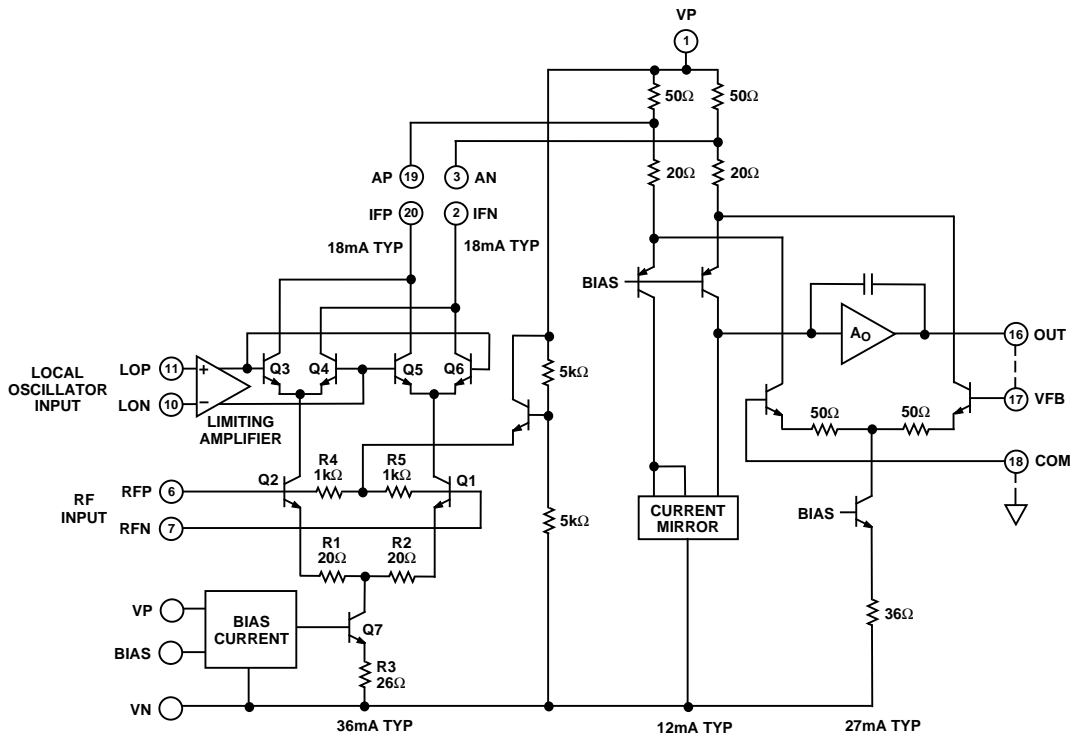 VP
1
50Ω
50Ω
AP
19
3
AN
20Ω
20Ω
IFP
20
2
IFN
18mA TYP
18mA TYP
BIAS
AO
16
OUT
LOCAL
OSCILLATOR
INPUT
LOP
11
+
Q3
Q4
Q5
Q6
5kΩ
LON
10
–
LIMITING
AMPLIFIER
17
VFB
50Ω
50Ω
R4
1kΩ
R5
1kΩ
18
COM
RF
INPUT
RFP
6
Q2
Q1
RFN
7
5kΩ
CURRENT
MIRROR
BIAS
R1
20Ω
R2
20Ω
VP
BIAS
CURRENT
Q7
36Ω
BIAS
R3
26Ω
VN
36mA TYP
12mA TYP
27mA TYP